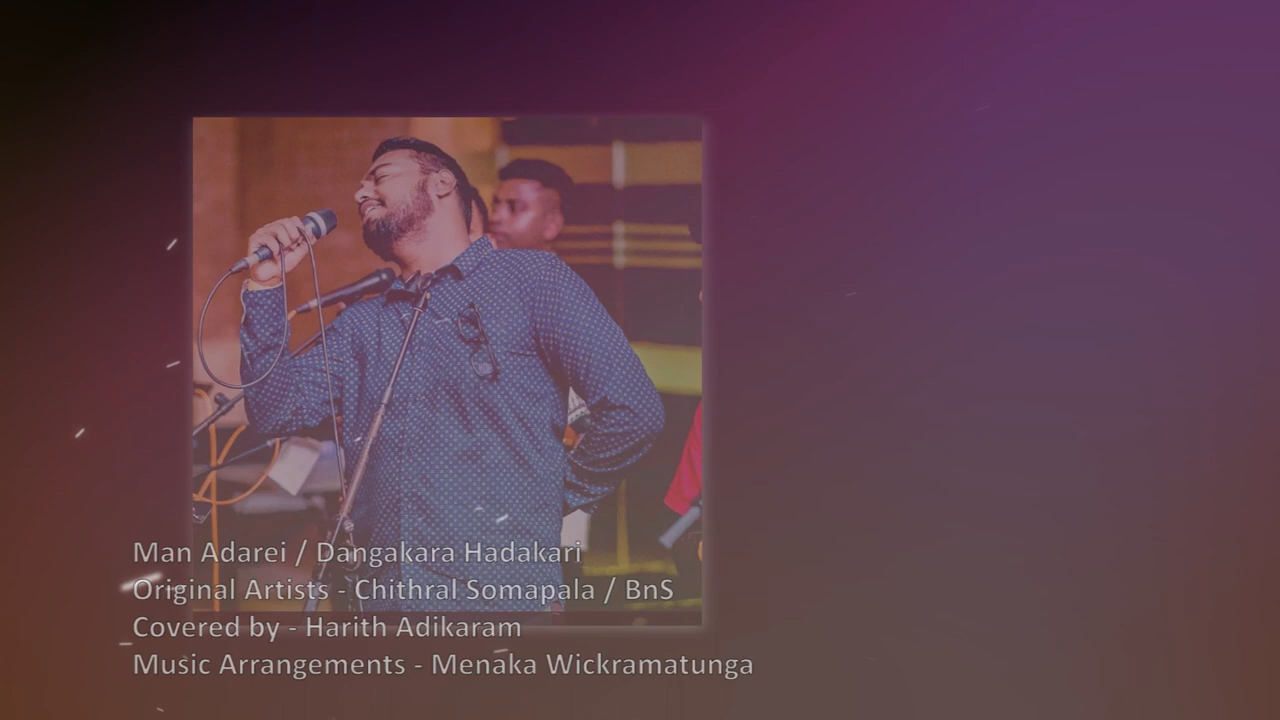 Man Adarei / Dangakara Hadakari
Original Artists - Chithral Somapala / BnS
Covered by - Harith Adikaram
Music Arrangements - Menaka Wickramatunga